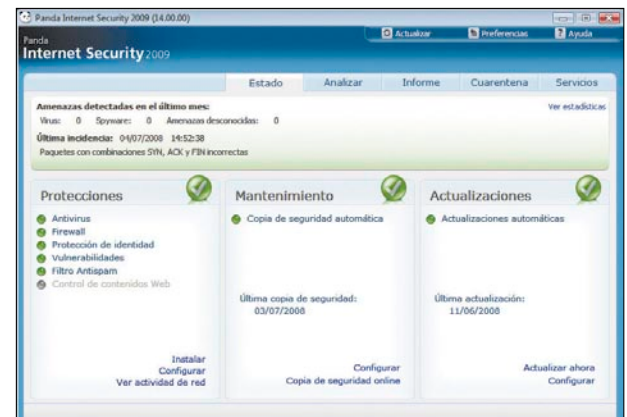 Panda Internet Security 2009 (14.00.00)
Actualizar Preferencias ? Ayuda
Panda
Internet Security 2009
Estado Analizar Informe Cuarentena Servicios
Amenazas detectadas en el último mes: Ver estadísticas
Virus: 0 Spyware: 0 Amenazas desconocidas: 0
Última incidencia: 04/07/2008 14:52:38
Paquetes con combinaciones SYN, ACK y FIN incorrectas
Protecciones
Antivirus
Firewall
Protección de identidad
Vulnerabilidades
Filtro Antispam
Control de contenidos Web
Instalar
Configurar
Ver actividad de red
Mantenimiento
Copia de seguridad automática
Última copia de seguridad:
03/07/2008
Configurar
Copia de seguridad online
Actualizaciones
Actualizaciones automáticas
Última actualización:
11/06/2008
Actualizar ahora
Configurar